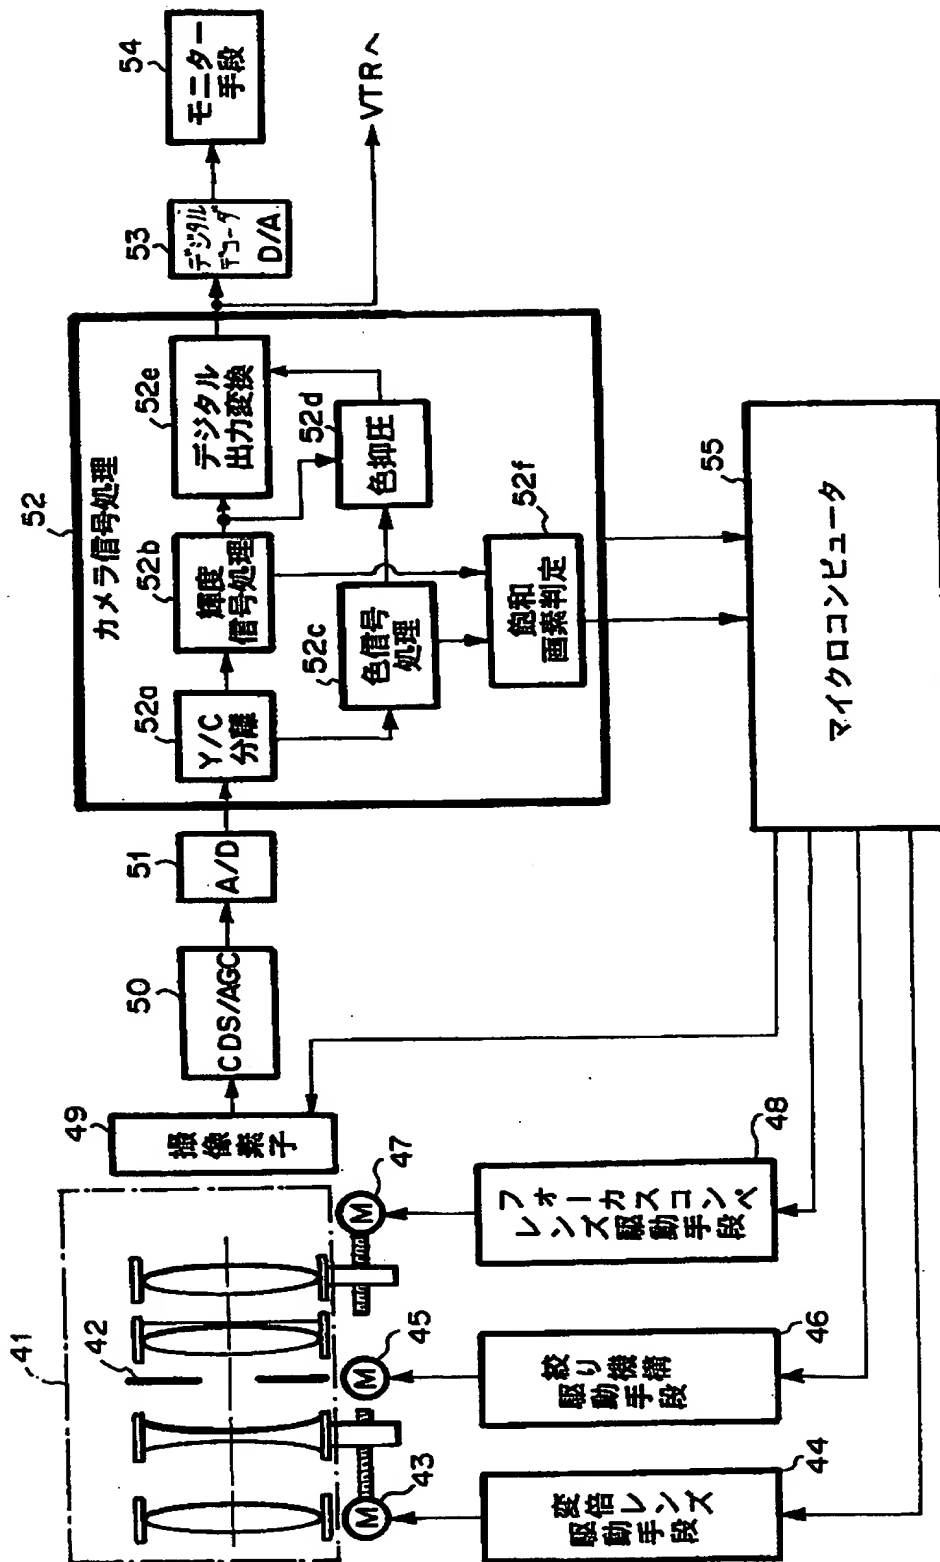 41
42
43
M
45
M
47
M
44
変倍レンズ
駆動手段
46
絞り機構
駆動手段
48
フォーカスコンペ
レンズ駆動手段
49
撮像素子
50
CDS/AGC
51
A/D
52
カメラ信号処理
52a
Y/C
分離
52b
輝度
信号処理
52c
色信号
処理
52d
色抑圧
52e
デジタル
出力変換
52f
飽和
画素判定
53
デジタル
デコーダ
D/A
54
モニター
手段
VTRへ
55
マイクロコンピュータ